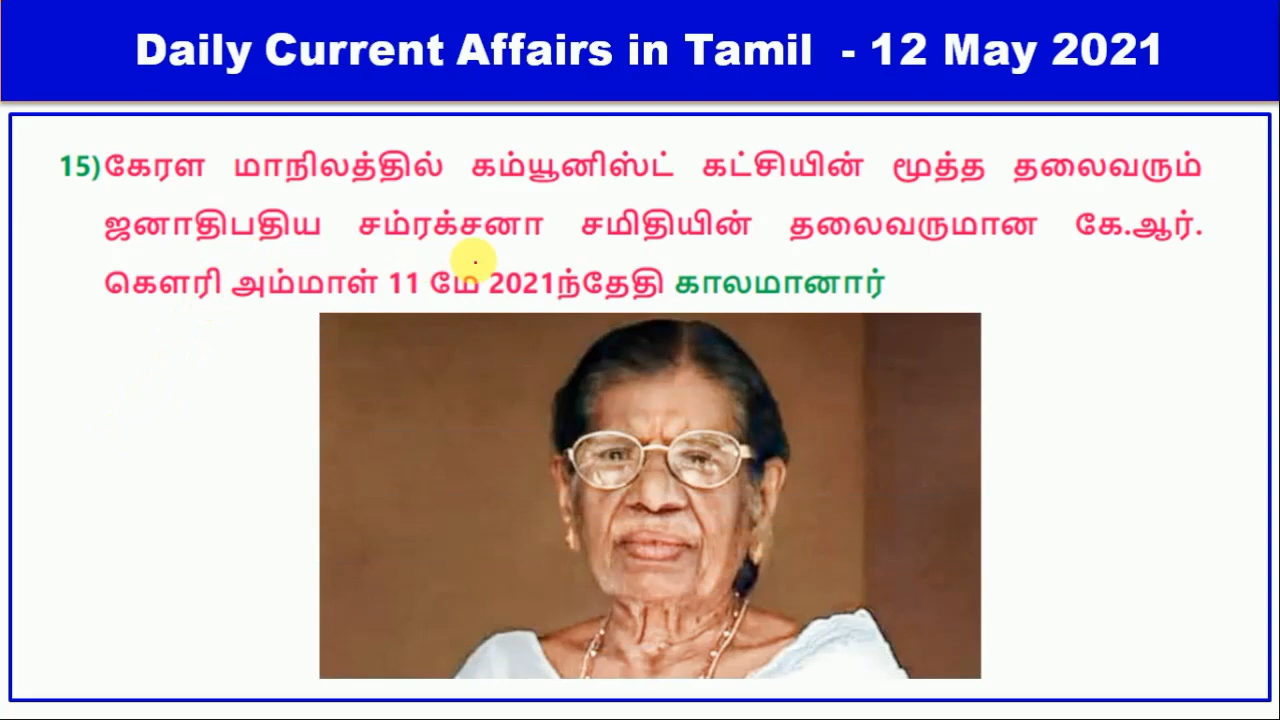 Daily Current Affairs in Tamil - 12 May 2021
15)கேரள மாநிலத்தில் கம்யூனிஸ்ட் கட்சியின் மூத்த தலைவரும்
ஜனாதிபதிய சம்ரக்சனா சமிதியின் தலைவருமான கே.ஆர்.
கௌரி அம்மாள் 11 மே 2021ந்தேதி காலமானார்